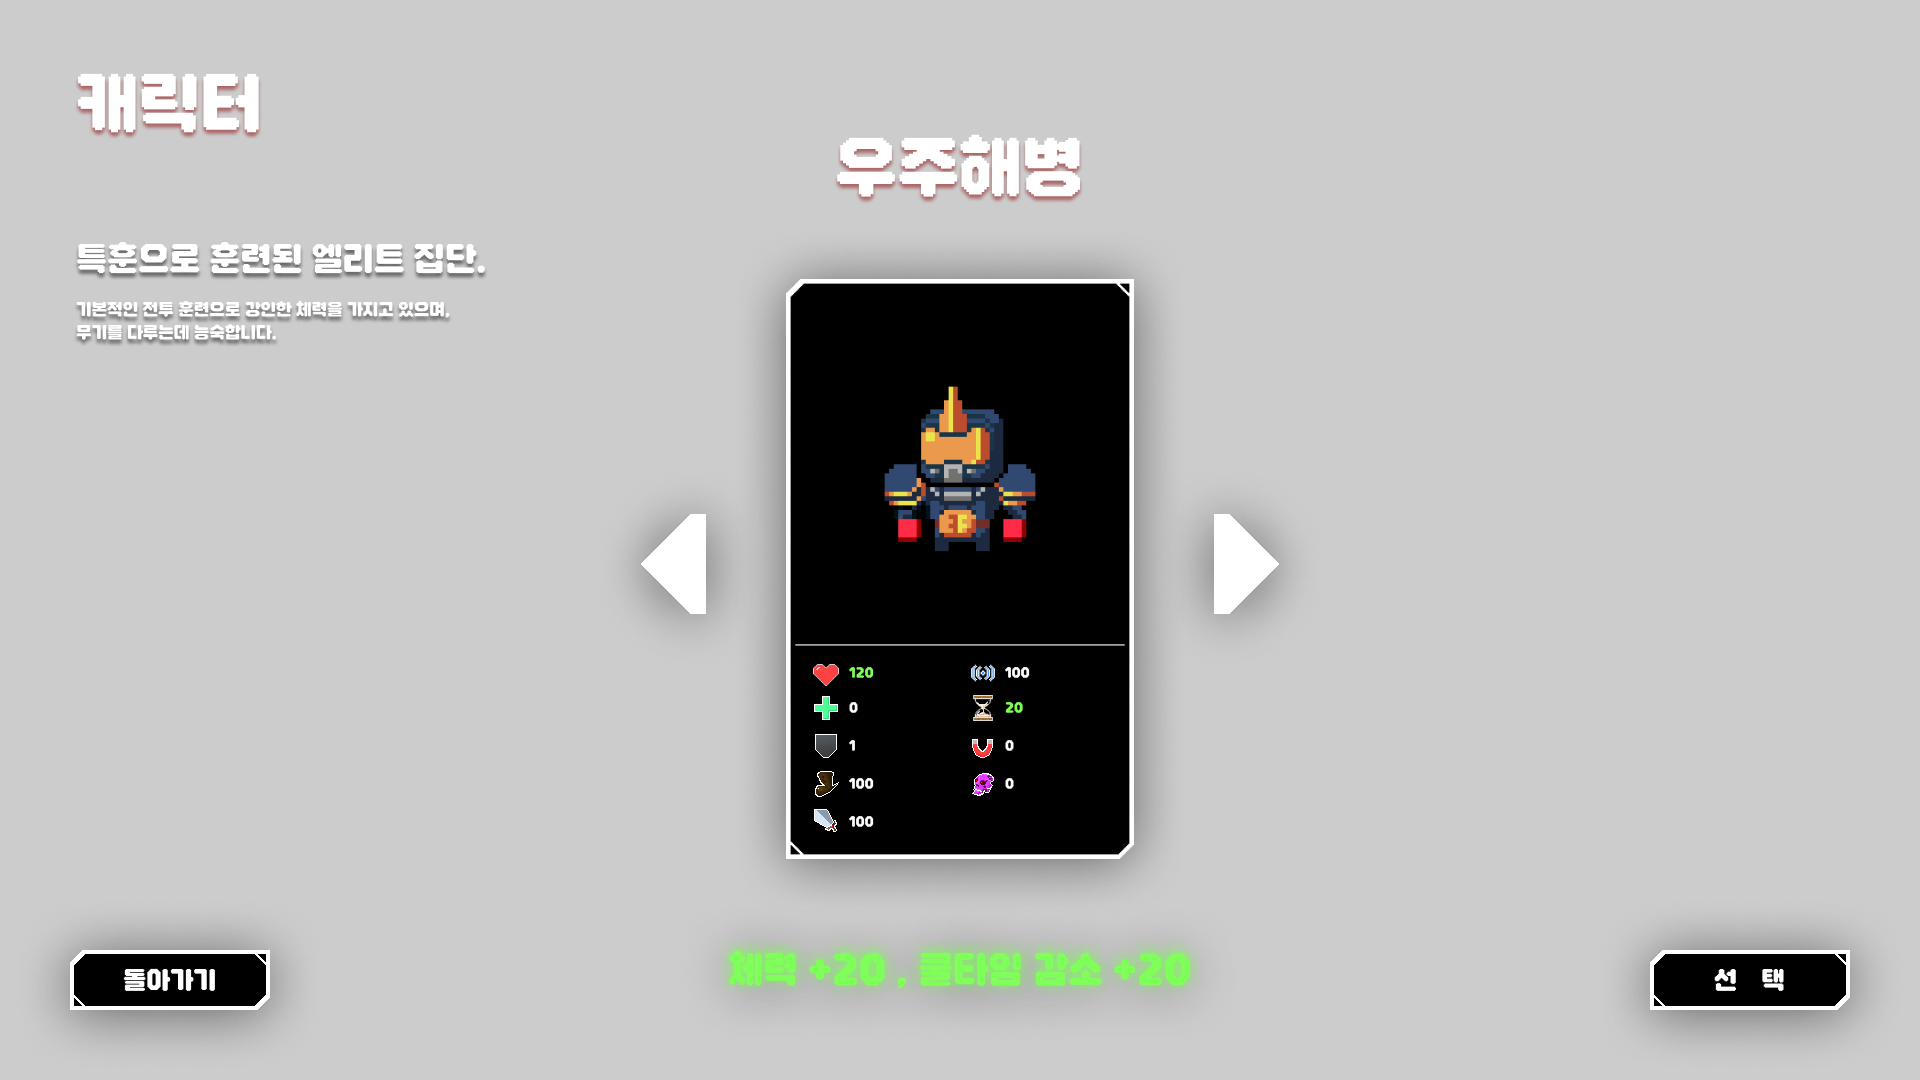 캐릭터
우주해병
특훈으로 훈련된 엘리트 집단.
기본적인 전투 훈련으로 강인한 체력을 가지고 있으며,
무기를 다루는데 능숙합니다.
120
100
0
20
1
0
100
0
100
체력 +20 , 쿨타임 감소 +20
돌아가기
선 택